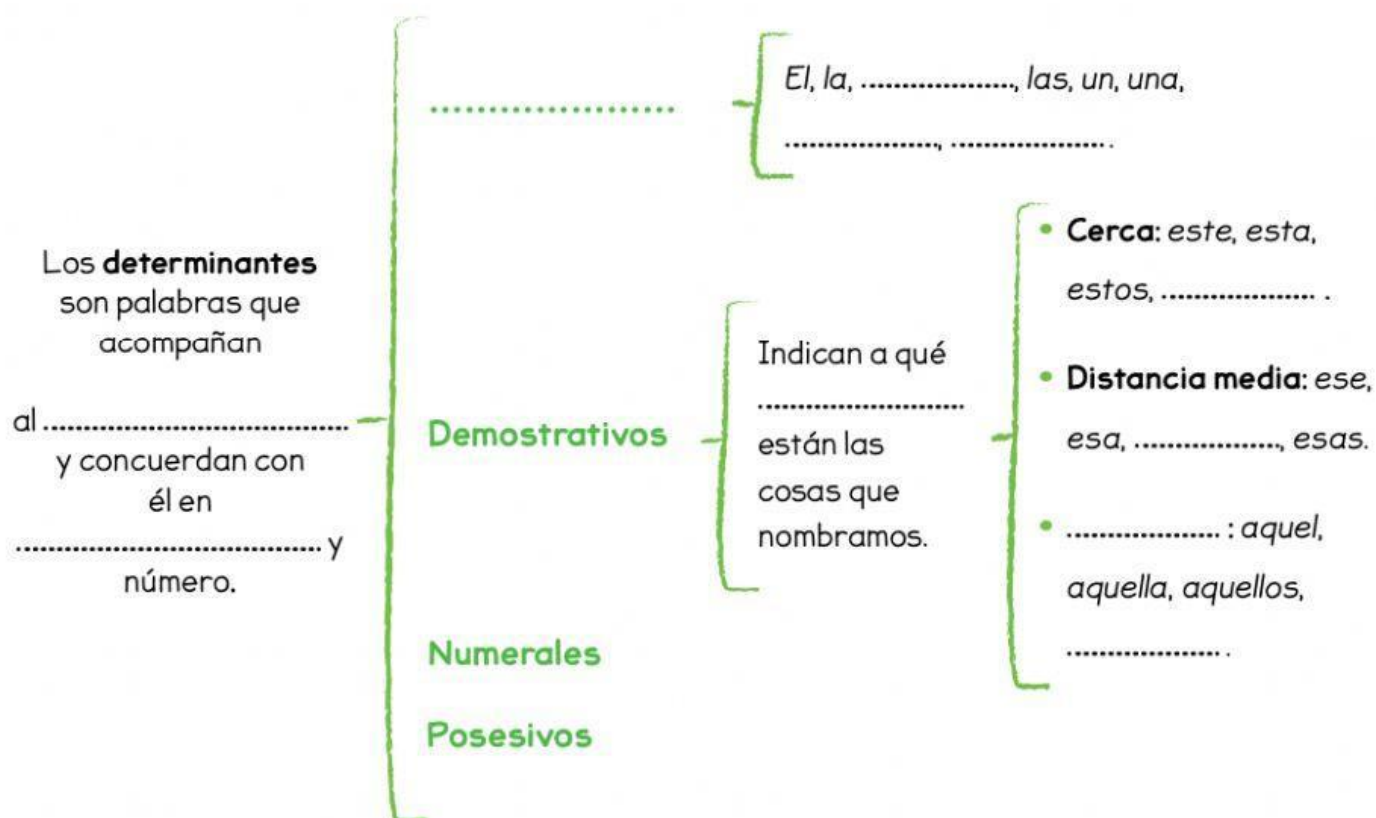 Los determinantes
son palabras que
acompañan
al ....................................
y concuerdan con
él en
.................................... y
número.
.....................
El, la, .................., las, un, una,
.................., .................. .
Demostrativos
Indican a qué
........................
están las
cosas que
nombramos.
• Cerca: este, esta,
estos, .................. .
• Distancia media: ese,
esa, ................., esas.
• .................. : aquel,
aquella, aquellos,
.................. .
Numerales
Posesivos